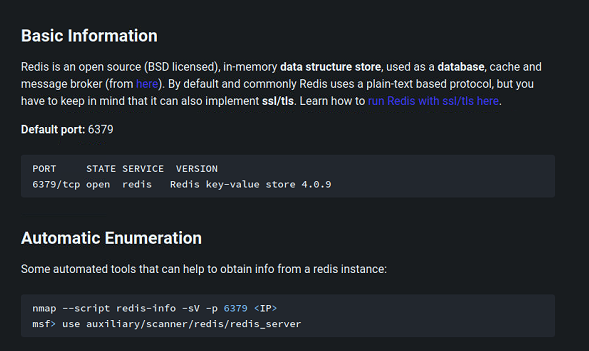 Basic Information
Redis is an open source (BSD licensed), in-memory data structure store, used as a database, cache and
message broker (from here). By default and commonly Redis uses a plain-text based protocol, but you
have to keep in mind that it can also implement ssl/tls. Learn how to run Redis with ssl/tls here.
Default port: 6379
PORT     STATE SERVICE  VERSION
6379/tcp open  redis   Redis key-value store 4.0.9
Automatic Enumeration
Some automated tools that can help to obtain info from a redis instance:
nmap --script redis-info -sV -p 6379 <IP>
msf> use auxiliary/scanner/redis/redis_server